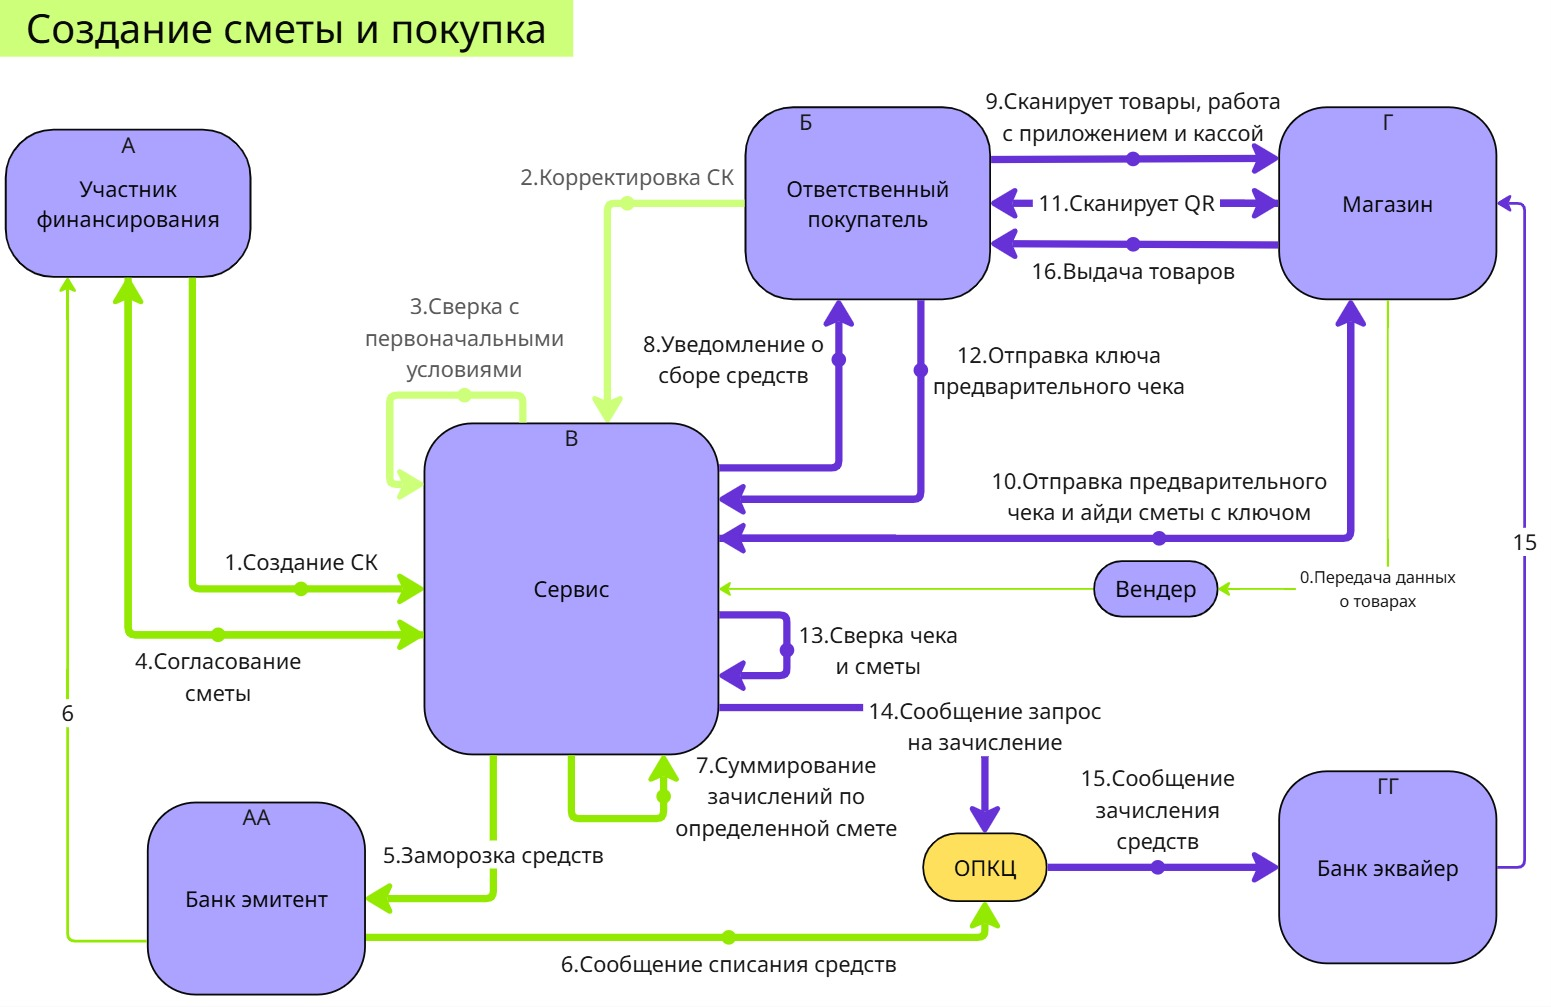 Создание сметы и покупка
А
Участник
финансирования
Б
Ответственный
покупатель
9.Сканирует товары, работа
с приложением и кассой
Г
Магазин
2.Корректировка СК
11.Сканирует QR
16.Выдача товаров
3.Сверка с
первоначальными
условиями
8.Уведомление о
сборе средств
12.Отправка ключа
предварительного чека
В
Сервис
10.Отправка предварительного
чека и айди сметы с ключом
15
1.Создание СК
Вендер
0.Передача данных
о товарах
4.Согласование
сметы
13.Сверка чека
и сметы
6
14.Сообщение запрос
на зачисление
7.Суммирование
зачислений по
определенной смете
15.Сообщение
зачисления
средств
ГГ
Банк эквайер
АА
Банк эмитент
5.Заморозка средств
ОПКЦ
6.Сообщение списания средств